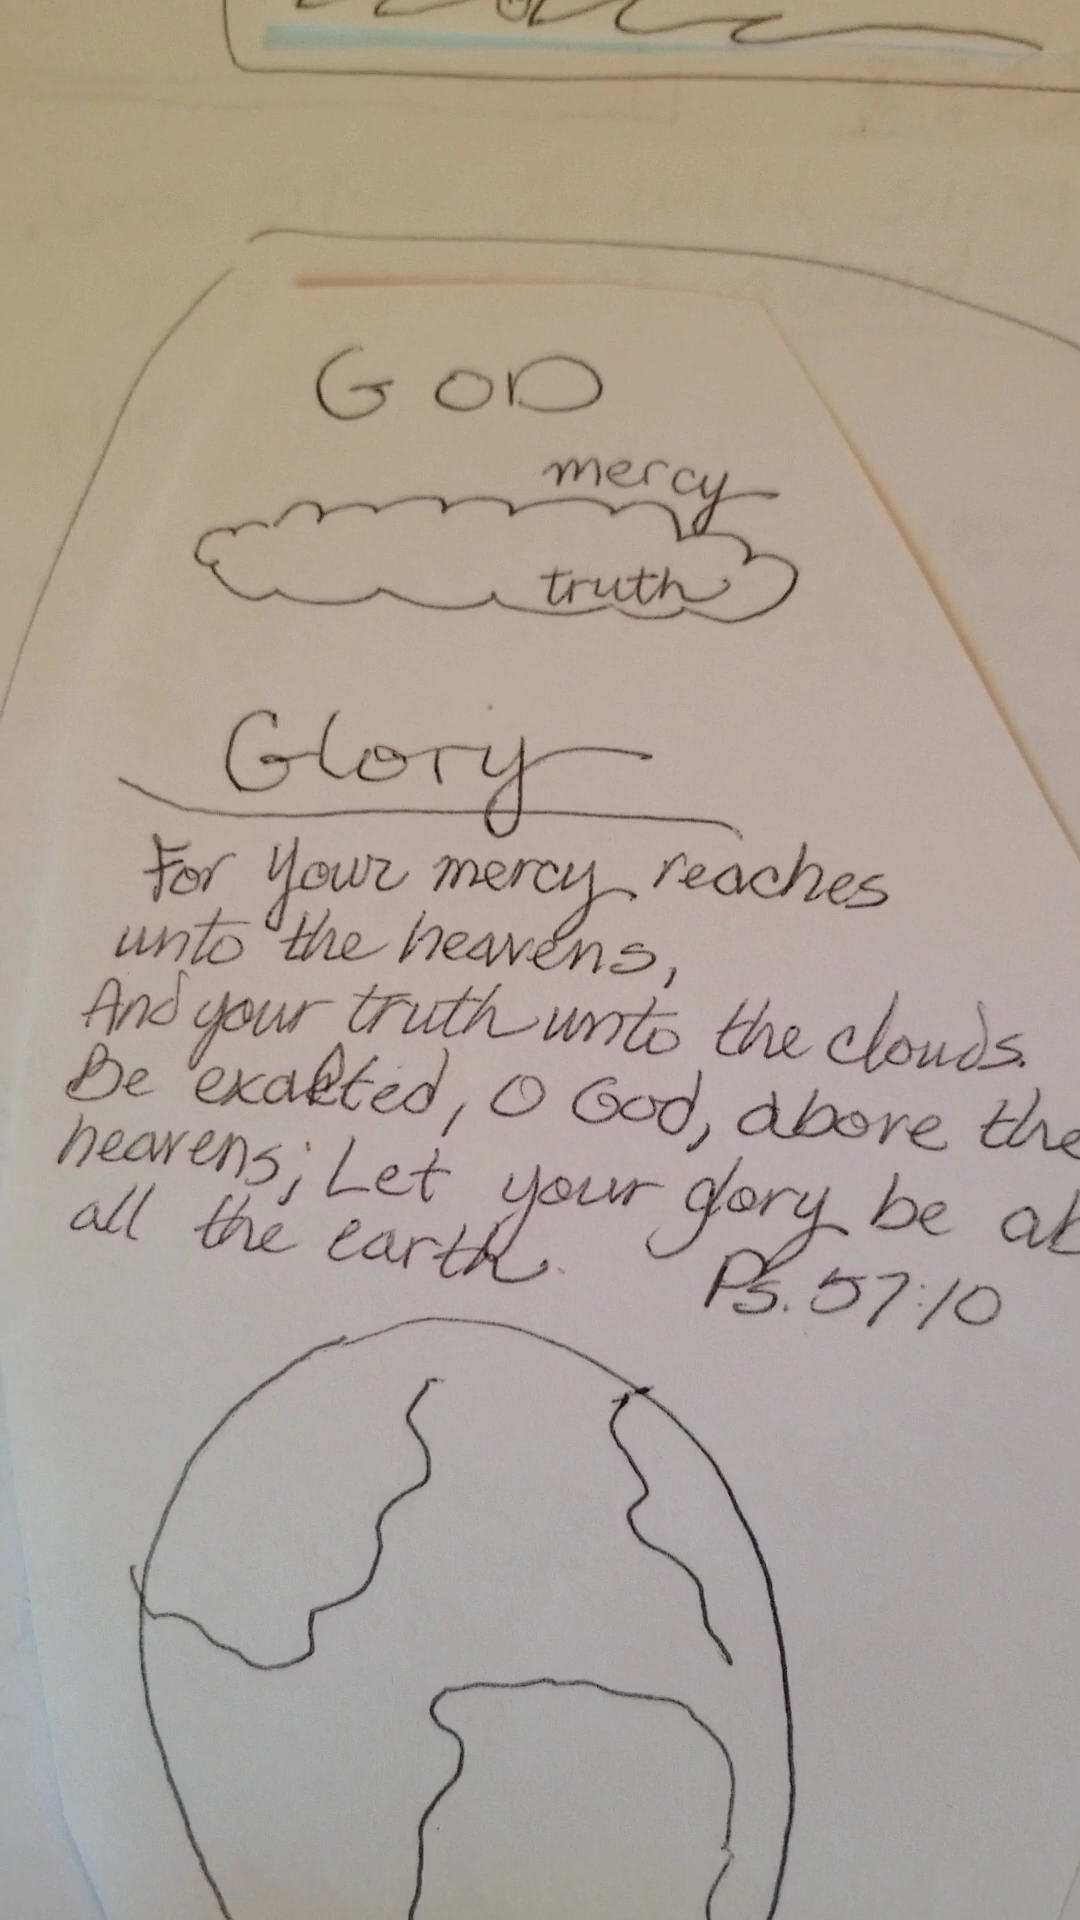 GOD
mercy
truth
Glory
For your mercy reaches
unto the heavens,
And your truth unto the clouds.
Be exalted, O God, above the
heavens; Let your glory be ab
all the earth.
Ps. 57:10